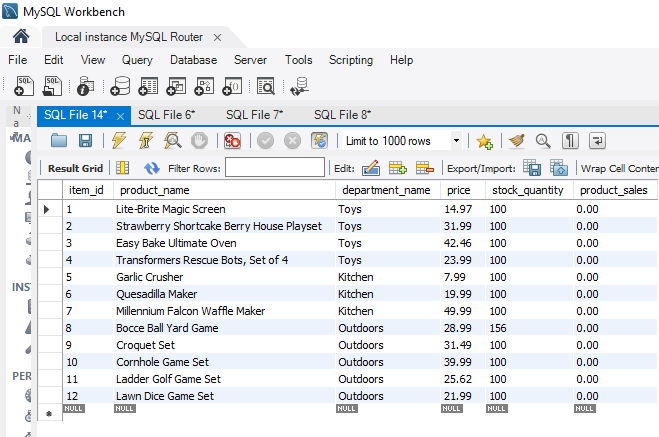 MySQL Workbench
Local instance MySQL Router
File Edit View Query Database Server Tools Scripting Help
SQL File 14* SQL File 6* SQL File 7* SQL File 8*
Limit to 1000 rows
Result Grid Filter Rows: Edit: Export/Import: Wrap Cell Conten
item_id product_name department_name price stock_quantity product_sales
1 Lite-Brite Magic Screen Toys 14.97 100 0.00
2 Strawberry Shortcake Berry House Playset Toys 31.99 100 0.00
3 Easy Bake Ultimate Oven Toys 42.46 100 0.00
4 Transformers Rescue Bots, Set of 4 Toys 23.99 100 0.00
5 Garlic Crusher Kitchen 7.99 100 0.00
6 Quesadilla Maker Kitchen 19.99 100 0.00
7 Millennium Falcon Waffle Maker Kitchen 49.99 100 0.00
8 Bocce Ball Yard Game Outdoors 28.99 156 0.00
9 Croquet Set Outdoors 31.49 100 0.00
10 Cornhole Game Set Outdoors 39.99 100 0.00
11 Ladder Golf Game Set Outdoors 25.62 100 0.00
12 Lawn Dice Game Set Outdoors 21.99 100 0.00
NULL NULL NULL NULL NULL NULL
Na
MA
INST
PER